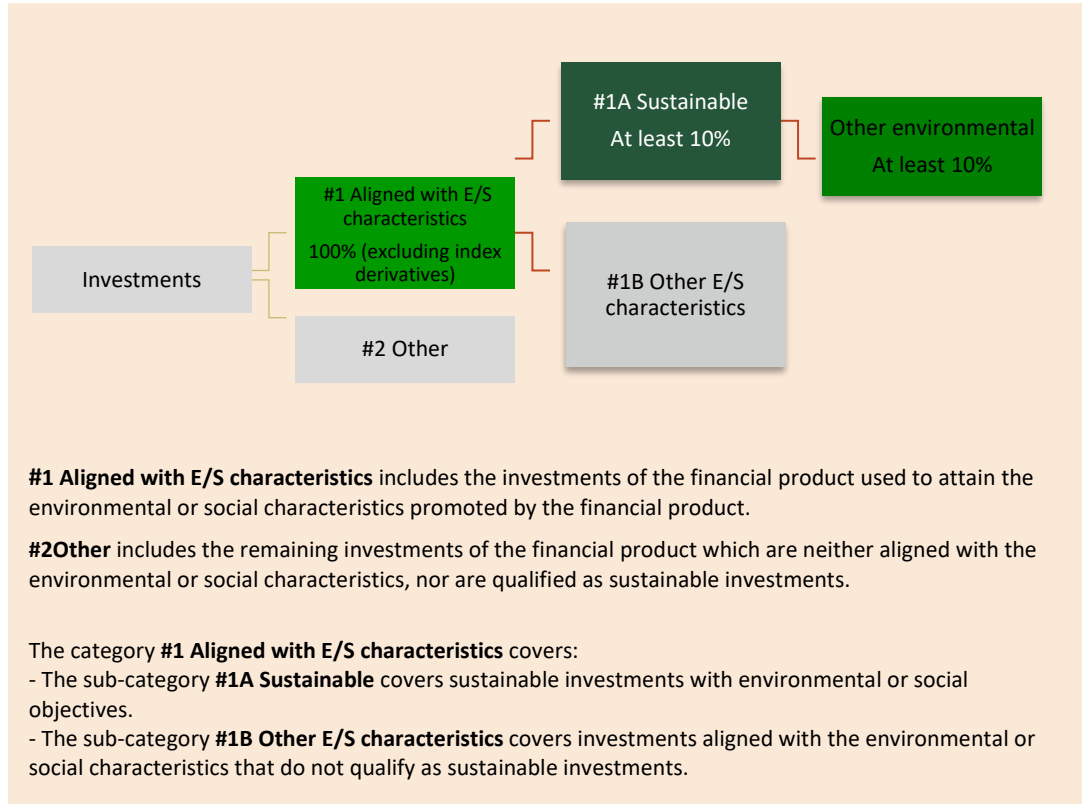 #1A Sustainable
At least 10%
Other environmental
At least 10%
#1 Aligned with E/S
characteristics
100% (excluding index
derivatives)
Investments
#1B Other E/S
characteristics
#2 Other
#1 Aligned with E/S characteristics includes the investments of the financial product used to attain the
environmental or social characteristics promoted by the financial product.
#2Other includes the remaining investments of the financial product which are neither aligned with the
environmental or social characteristics, nor are qualified as sustainable investments.
The category #1 Aligned with E/S characteristics covers:
- The sub-category #1A Sustainable covers sustainable investments with environmental or social
objectives.
- The sub-category #1B Other E/S characteristics covers investments aligned with the environmental or
social characteristics that do not qualify as sustainable investments.